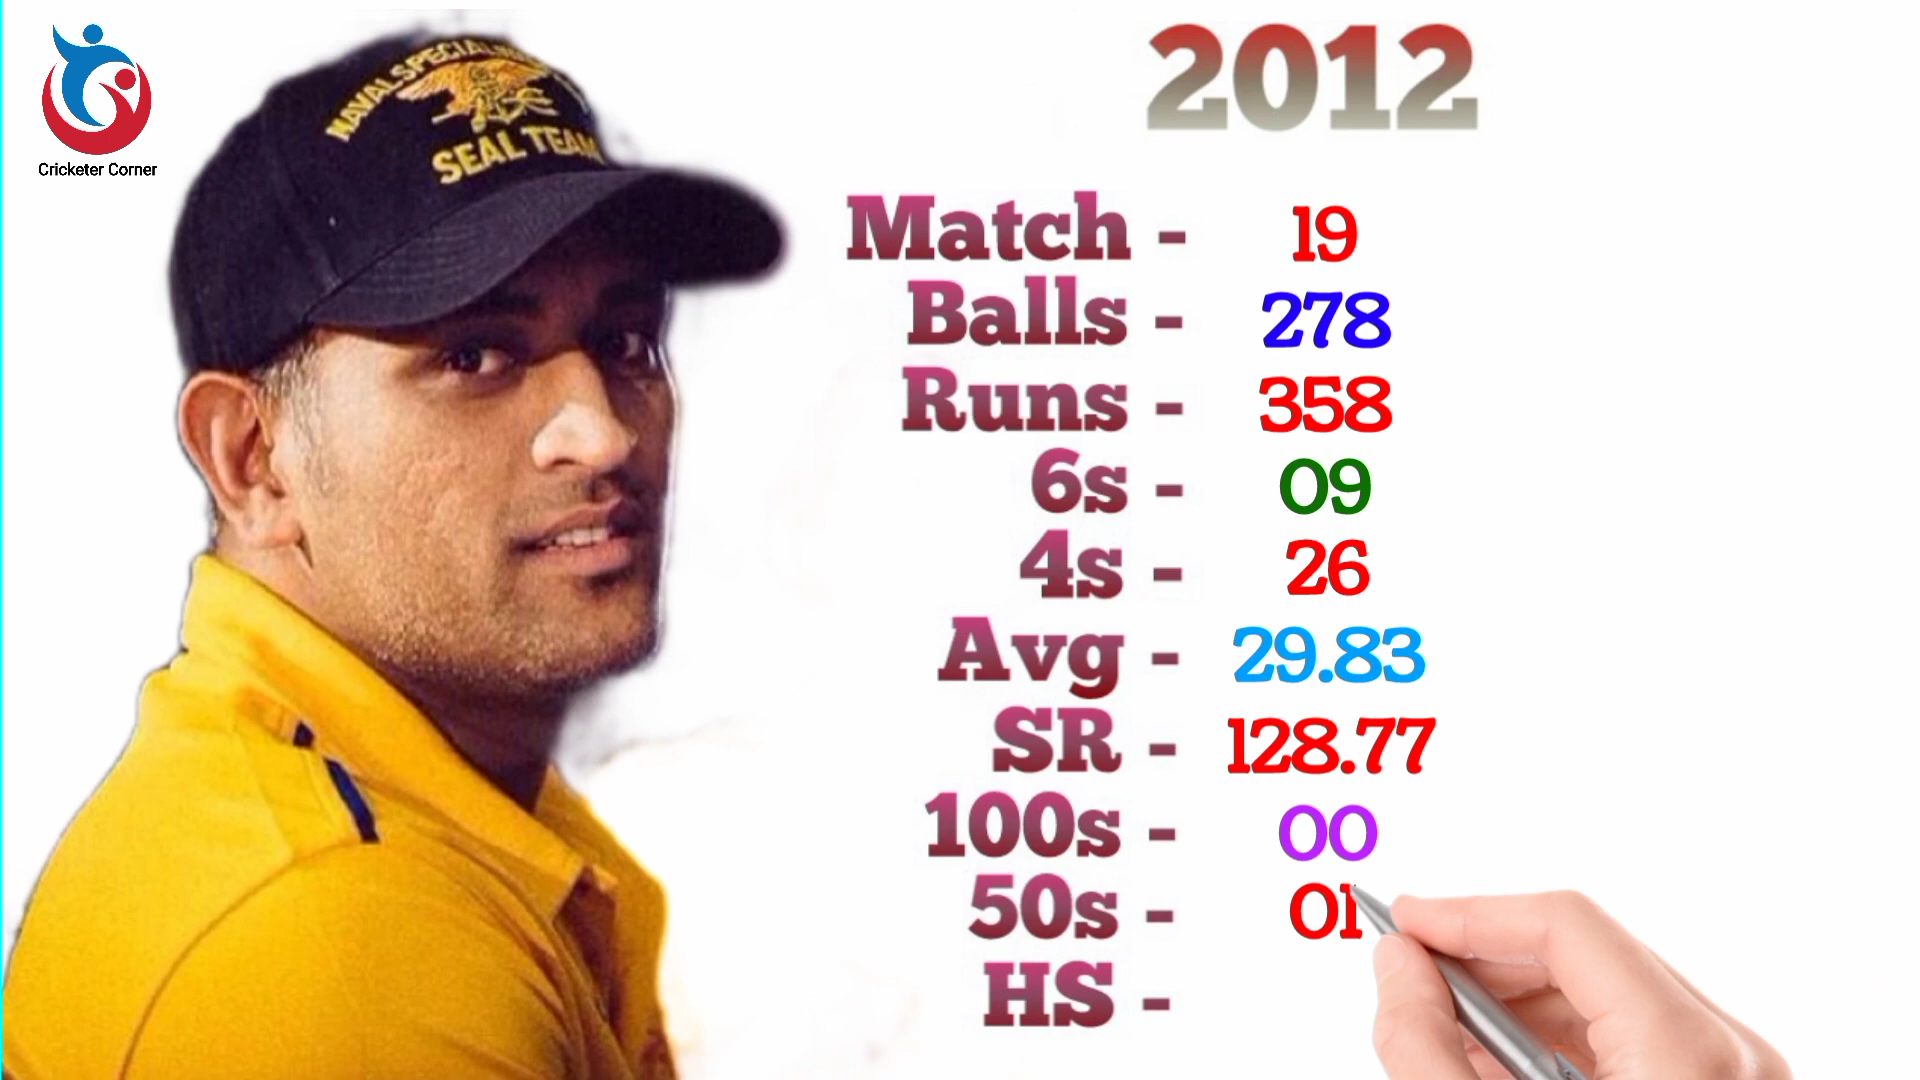 NAVAL SPECIAL
SEAL TEAM
Cricketer Corner
2012
Match - 19
Balls - 278
Runs - 358
6s - 09
4s - 26
Avg - 29.83
SR - 128.77
100s - 00
50s - 01
HS -